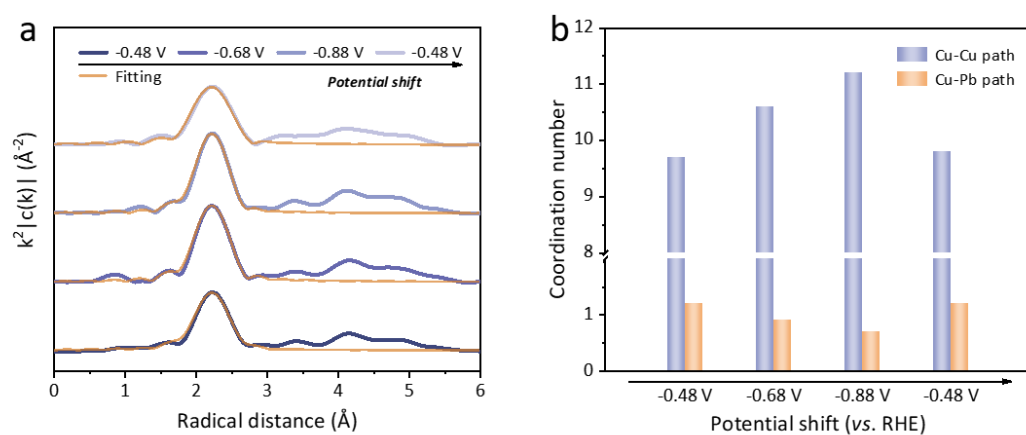 a
-0.48 V -0.68 V -0.88 V -0.48 V
Fitting
Potential shift
k²|c(k)| (Å⁻²)
0 1 2 3 4 5 6
Radical distance (Å)
b
12
11
10
9
8
1
0
Coordination number
Cu-Cu path
Cu-Pb path
-0.48 V -0.68 V -0.88 V -0.48 V
Potential shift (vs. RHE)